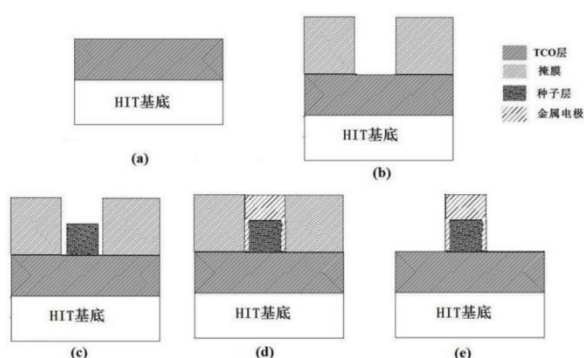 HIT基底
(a)
HIT基底
(b)
TCO层
掩膜
种子层
金属电极
HIT基底
(c)
HIT基底
(d)
HIT基底
(e)